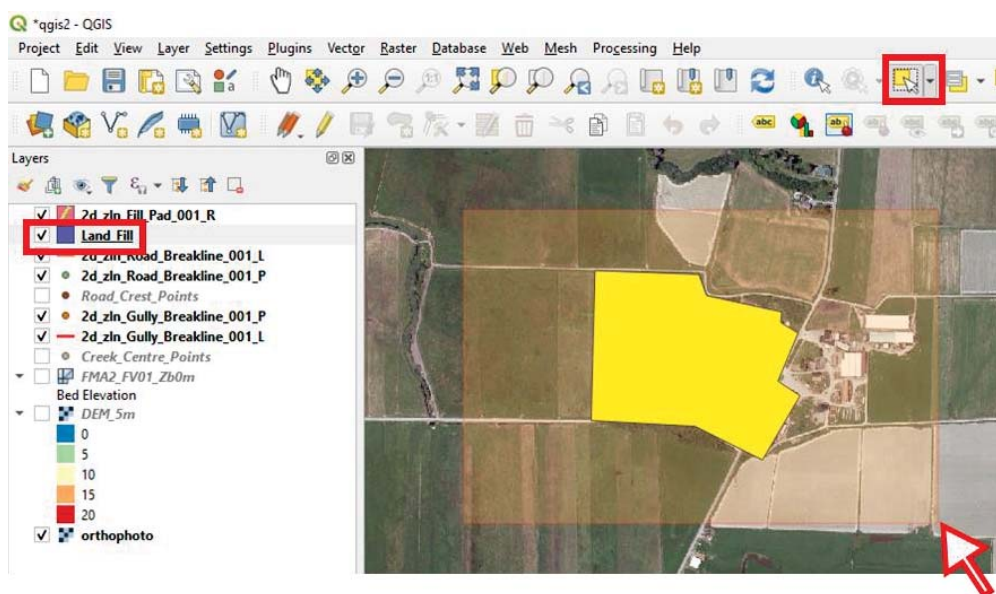 *qgis2 - QGIS
Project Edit View Layer Settings Plugins Vector Raster Database Web Mesh Processing Help
Layers
2d_zln_Fill_Pad_001_R
Land_Fill
2d_zln_Road_Breakline_001_L
2d_zln_Road_Breakline_001_P
Road_Crest_Points
2d_zln_Gully_Breakline_001_P
2d_zln_Gully_Breakline_001_L
Creek_Centre_Points
FMA2_FV01_Zb0m
Bed Elevation
DEM_5m
0
5
10
15
20
orthophoto